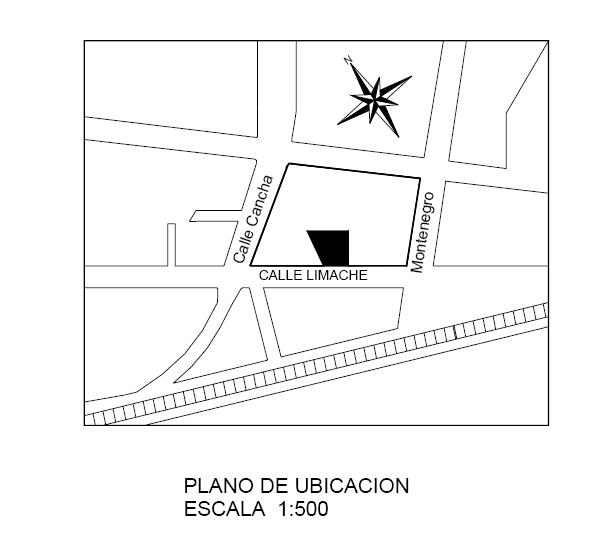 N
Calle Cancha
Montenegro
CALLE LIMACHE
PLANO DE UBICACION
ESCALA 1:500